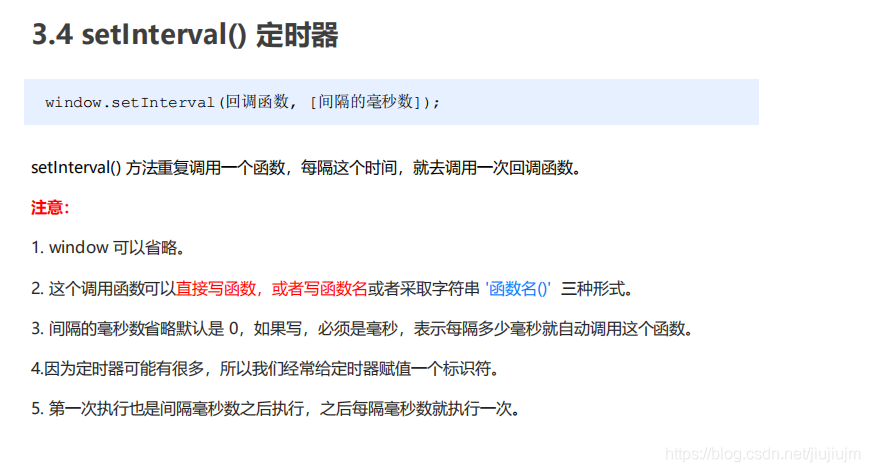 3.4 setInterval() 定时器
window.setInterval(回调函数, [间隔的毫秒数]);
setInterval() 方法重复调用一个函数，每隔这个时间，就去调用一次回调函数。
注意：
1. window 可以省略。
2. 这个调用函数可以直接写函数，或者写函数名或者采取字符串 '函数名()' 三种形式。
3. 间隔的毫秒数省略默认是 0，如果写，必须是毫秒，表示每隔多少毫秒就自动调用这个函数。
4.因为定时器可能有很多，所以我们经常给定时器赋值一个标识符。
5. 第一次执行也是间隔毫秒数之后执行，之后每隔毫秒数就执行一次。
https://blog.csdn.net/jiujiujm